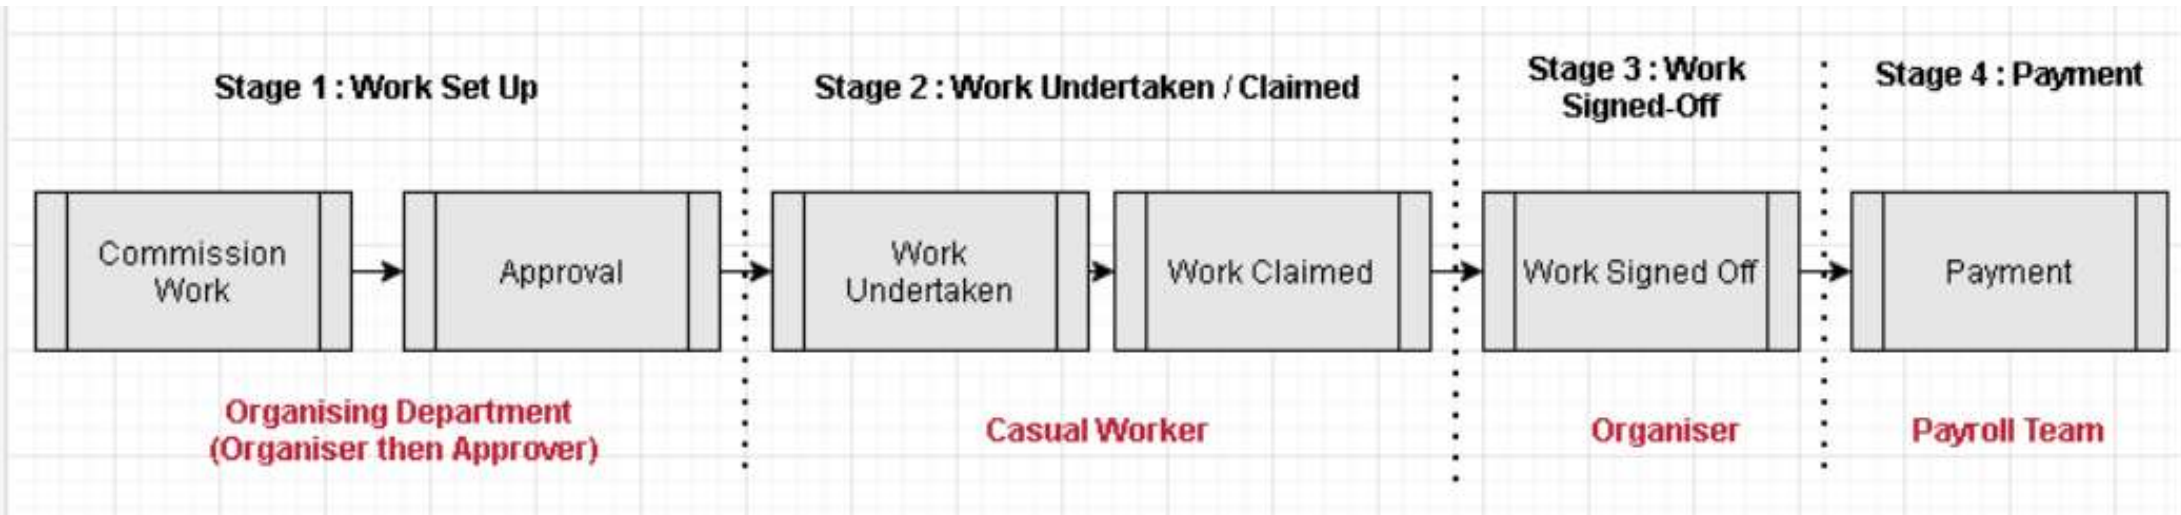 Stage 1 : Work Set Up
Stage 2 : Work Undertaken / Claimed
Stage 3 : Work
Signed-Off
Stage 4 : Payment
Commission
Work
Approval
Work
Undertaken
Work Claimed
Work Signed Off
Payment
Organising Department
(Organiser then Approver)
Casual Worker
Organiser
Payroll Team